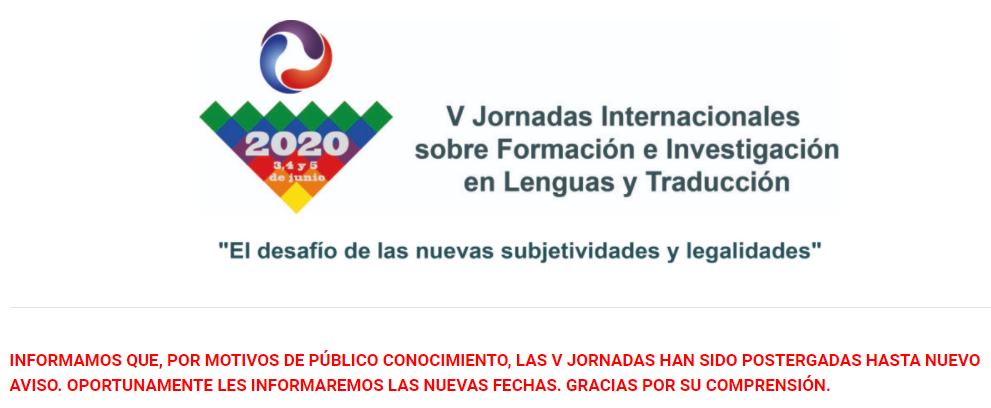 2020
3,4 y 5
de junio
V Jornadas Internacionales
sobre Formación e Investigación
en Lenguas y Traducción
"El desafío de las nuevas subjetividades y legalidades"
INFORMAMOS QUE, POR MOTIVOS DE PÚBLICO CONOCIMIENTO, LAS V JORNADAS HAN SIDO POSTERGADAS HASTA NUEVO
AVISO. OPORTUNAMENTE LES INFORMAREMOS LAS NUEVAS FECHAS. GRACIAS POR SU COMPRENSIÓN.